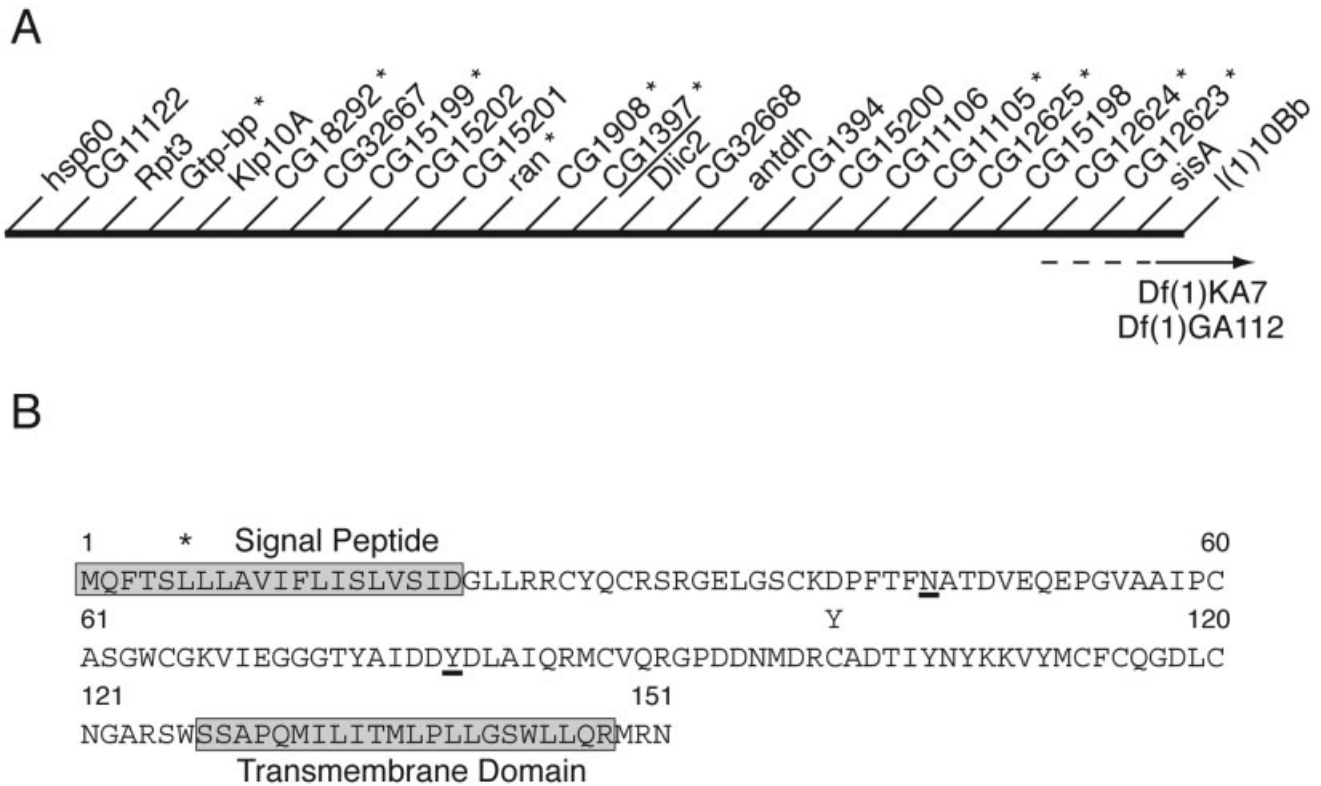 A
hsp60
CG11122
Rpt3
Gtp-bp *
Klp10A
CG18292 *
CG32667
CG15199 *
CG15202
CG15201
ran *
CG1908 *
CG1397 *
Dlic2
CG32668
antdh
CG1394
CG15200
CG11106
CG11105 *
CG12625 *
CG15198
CG12624 *
CG12623 *
sisA
l(1)10Bb
Df(1)KA7
Df(1)GA112
B
1 * Signal Peptide 60
MQFTSLLLAVIFLISLVSIDGLLRRCYQCRSRGELGSCKDPFTFNATDVEQEPGVAAIPC
61 Y 120
ASGWCGKVIEGGGTYAIDDYDLAIQRMCVQRGPDDNMDRCADTIYNYKKVYMCFCQGDLC
121 151
NGARSWSSAPQMILITMLPLLGSWLLQRMRN
Transmembrane Domain